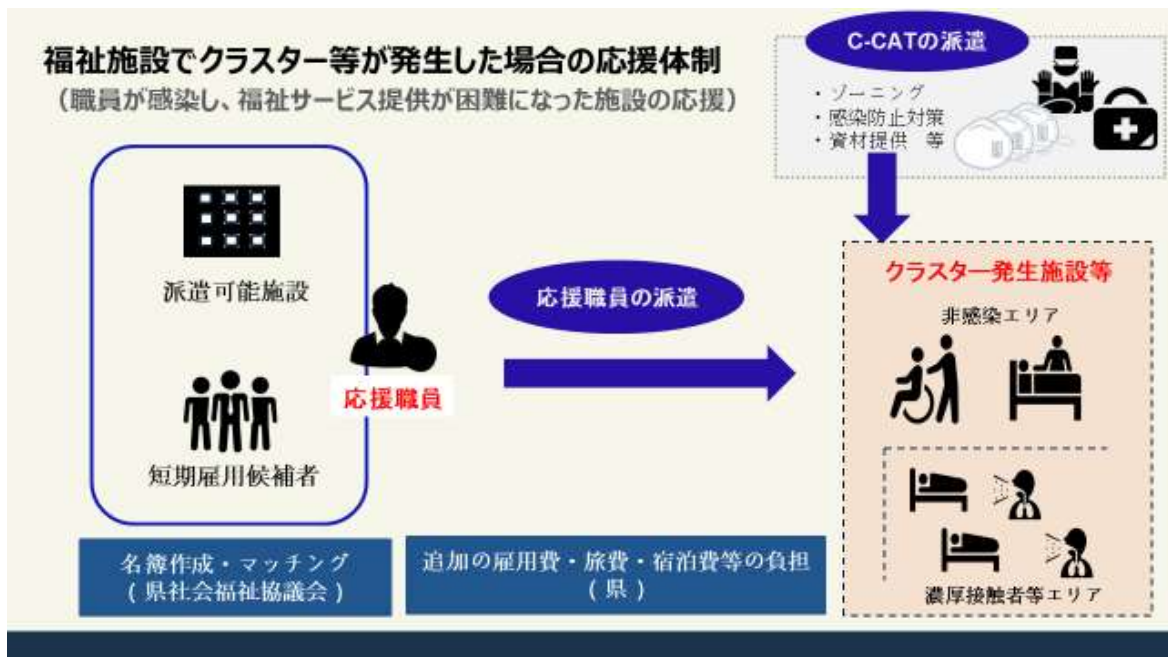 福祉施設でクラスター等が発生した場合の応援体制
（職員が感染し、福祉サービス提供が困難になった施設の応援）
C-CATの派遣
・ゾーニング
・感染防止対策
・資材提供　等
派遣可能施設
短期雇用候補者
応援職員
応援職員の派遣
クラスター発生施設等
非感染エリア
濃厚接触者等エリア
名簿作成・マッチング
（県社会福祉協議会）
追加の雇用費・旅費・宿泊費等の負担
（県）